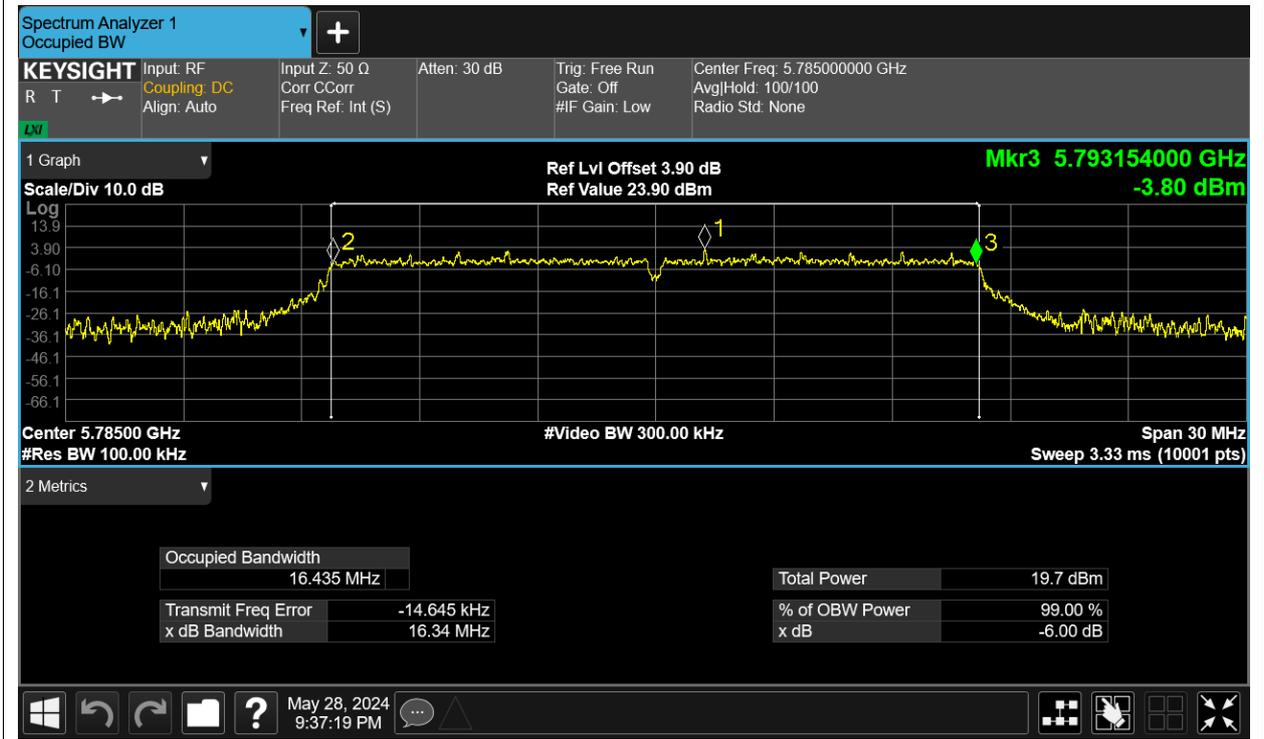 Spectrum Analyzer 1
Occupied BW
KEYSIGHT
R T
LXI
Input: RF
Coupling: DC
Align: Auto
Input Z: 50 Ω
Corr CCorr
Freq Ref: Int (S)
Atten: 30 dB
Trig: Free Run
Gate: Off
#IF Gain: Low
Center Freq: 5.785000000 GHz
Avg|Hold: 100/100
Radio Std: None
1 Graph
Scale/Div 10.0 dB
Ref Lvl Offset 3.90 dB
Ref Value 23.90 dBm
Mkr3 5.793154000 GHz
-3.80 dBm
Log
13.9
3.90
-6.10
-16.1
-26.1
-36.1
-46.1
-56.1
-66.1
2
1
3
Center 5.78500 GHz
#Video BW 300.00 kHz
Span 30 MHz
#Res BW 100.00 kHz
Sweep 3.33 ms (10001 pts)
2 Metrics
Occupied Bandwidth
16.435 MHz
Total Power 19.7 dBm
Transmit Freq Error -14.645 kHz
% of OBW Power 99.00 %
x dB Bandwidth 16.34 MHz
x dB -6.00 dB
?
May 28, 2024
9:37:19 PM